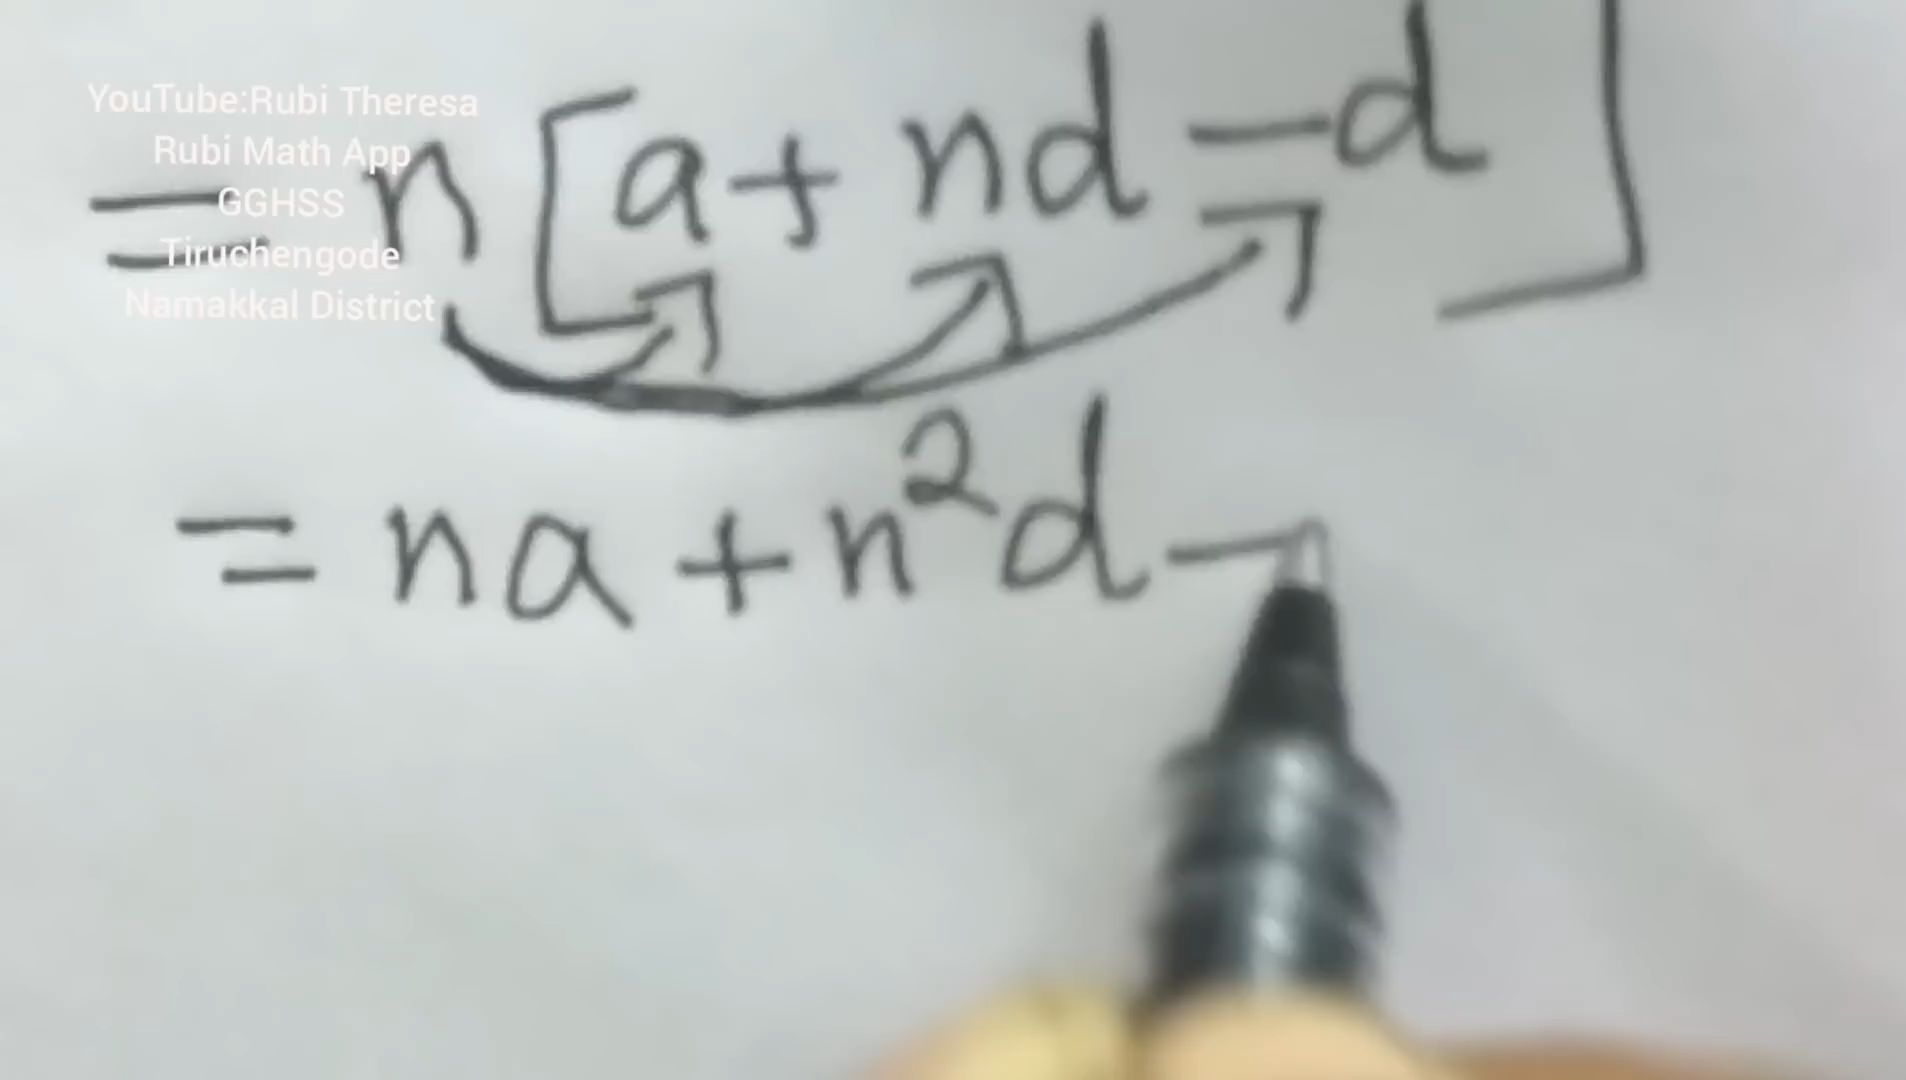 YouTube:Rubi Theresa
Rubi Math App
GGHSS
Tiruchengode
Namakkal District
= n [a + nd - d]
= na + n²d -